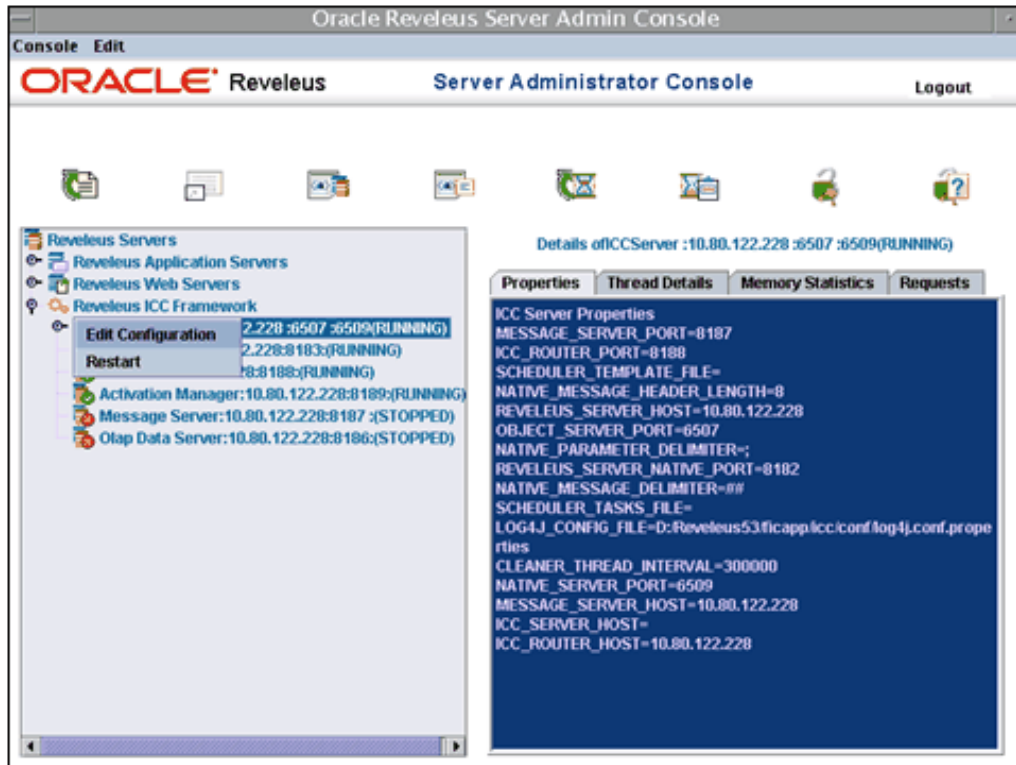 Oracle Reveleus Server Admin Console
Console Edit
ORACLE Reveleus Server Administrator Console Logout
Reveleus Servers
Reveleus Application Servers
Reveleus Web Servers
Reveleus ICC Framework
2.228 :6507 :6509(RUNNING)
Edit Configuration
2.228:8183:(RUNNING)
Restart
8:8188:(RUNNING)
Activation Manager:10.80.122.228:8189:(RUNNING)
Message Server:10.80.122.228:8187 :(STOPPED)
Olap Data Server:10.80.122.228:8186:(STOPPED)
Details ofICCServer :10.80.122.228 :6507 :6509(RUNNING)
Properties Thread Details Memory Statistics Requests
ICC Server Properties
MESSAGE_SERVER_PORT=8187
ICC_ROUTER_PORT=8188
SCHEDULER_TEMPLATE_FILE=
NATIVE_MESSAGE_HEADER_LENGTH=8
REVELEUS_SERVER_HOST=10.80.122.228
OBJECT_SERVER_PORT=6507
NATIVE_PARAMETER_DELIMITER=;
REVELEUS_SERVER_NATIVE_PORT=8182
NATIVE_MESSAGE_DELIMITER=##
SCHEDULER_TASKS_FILE=
LOG4J_CONFIG_FILE=D:/Reveleus53/ficapp/icc/conf/log4j.conf.prope
rties
CLEANER_THREAD_INTERVAL=300000
NATIVE_SERVER_PORT=6509
MESSAGE_SERVER_HOST=10.80.122.228
ICC_SERVER_HOST=
ICC_ROUTER_HOST=10.80.122.228